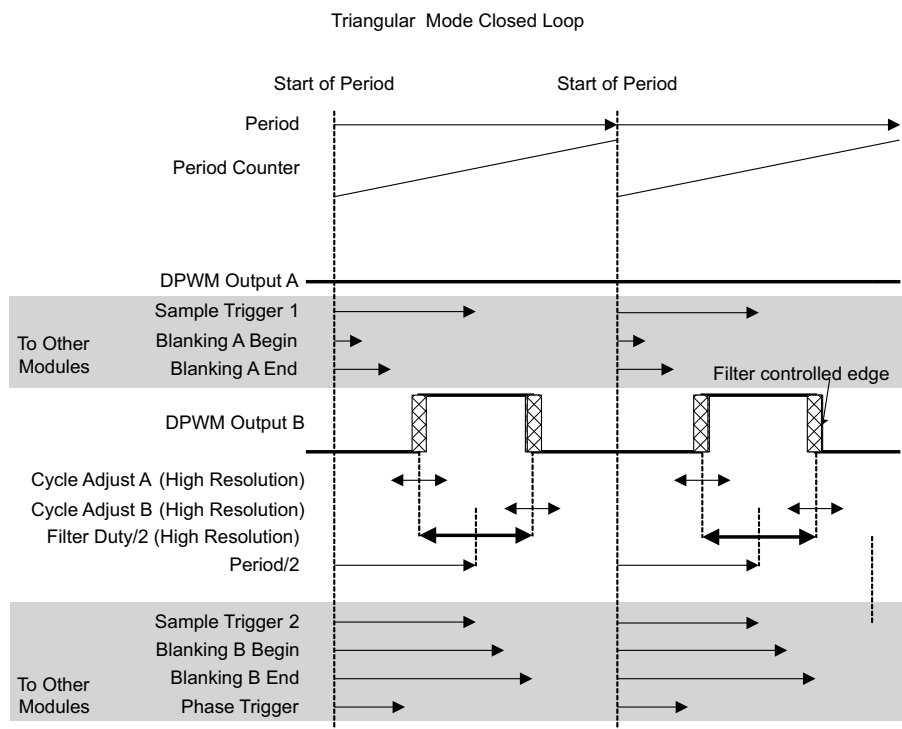 Triangular Mode Closed Loop
Start of Period
Start of Period
Period
Period Counter
DPWM Output A
Sample Trigger 1
To Other
Modules
Blanking A Begin
Blanking A End
Filter controlled edge
DPWM Output B
Cycle Adjust A (High Resolution)
Cycle Adjust B (High Resolution)
Filter Duty/2 (High Resolution)
Period/2
Sample Trigger 2
Blanking B Begin
Blanking B End
To Other
Modules
Phase Trigger